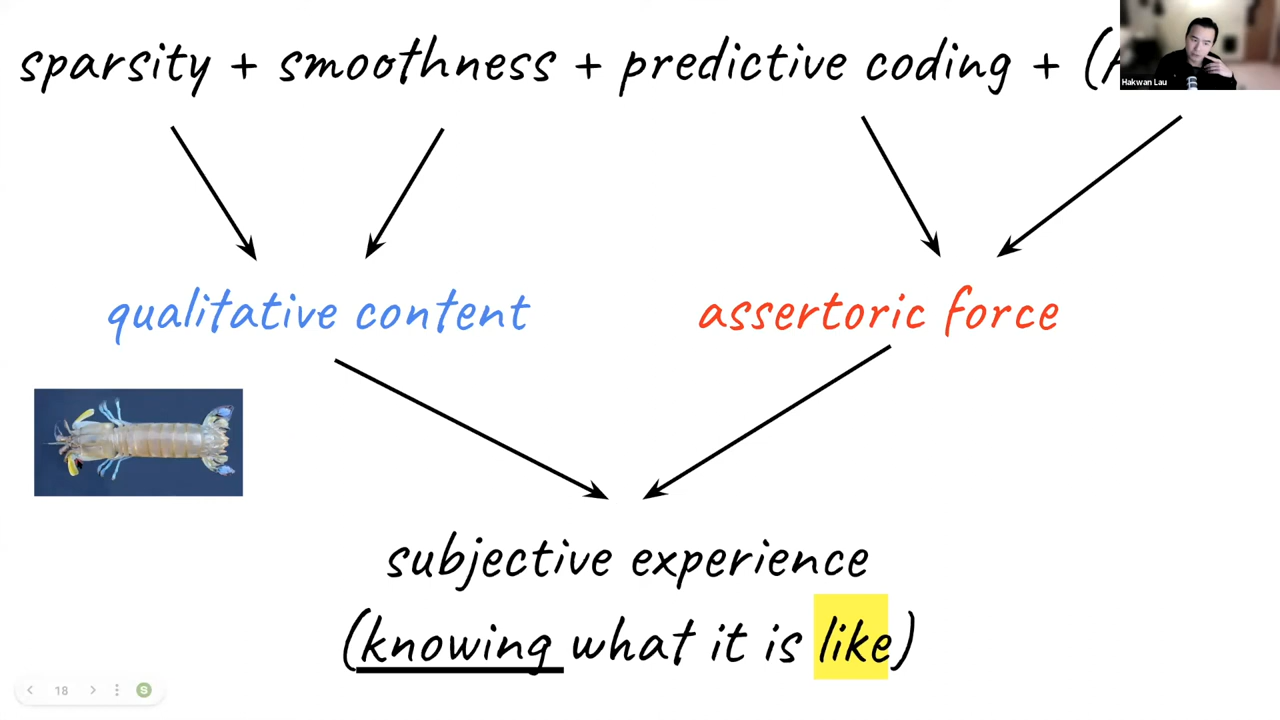 sparsity + smoothness + predictive coding + (
Hakwan Lau
qualitative content
assertoric force
subjective experience
(knowing what it is like)
18
S